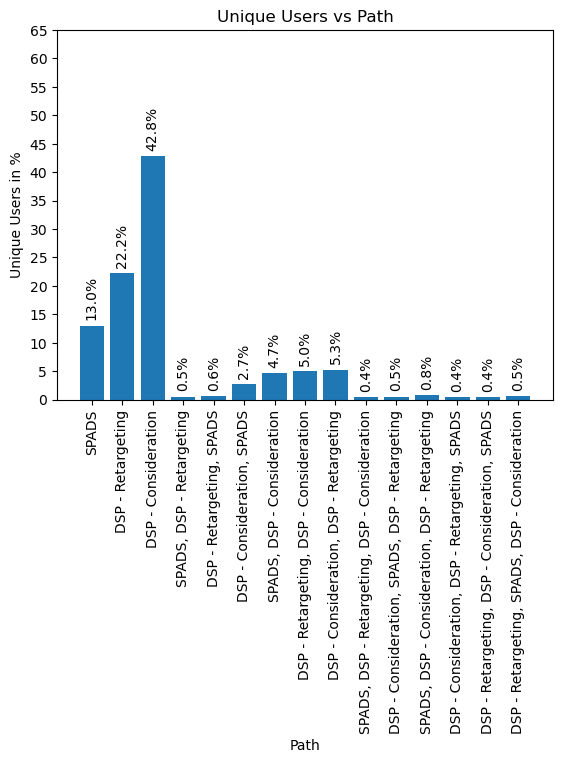 Unique Users vs Path
Unique Users in %
65
60
55
50
45
40
35
30
25
20
15
10
5
0
13.0%
22.2%
42.8%
0.5%
0.6%
2.7%
4.7%
5.0%
5.3%
0.4%
0.5%
0.8%
0.4%
0.4%
0.5%
SPADS
DSP - Retargeting
DSP - Consideration
SPADS, DSP - Retargeting
DSP - Retargeting, SPADS
DSP - Consideration, SPADS
SPADS, DSP - Consideration
DSP - Retargeting, DSP - Consideration
DSP - Consideration, DSP - Retargeting
SPADS, DSP - Retargeting, DSP - Consideration
DSP - Consideration, SPADS, DSP - Retargeting
SPADS, DSP - Consideration, DSP - Retargeting
DSP - Consideration, DSP - Retargeting, SPADS
DSP - Retargeting, DSP - Consideration, SPADS
DSP - Retargeting, SPADS, DSP - Consideration
Path